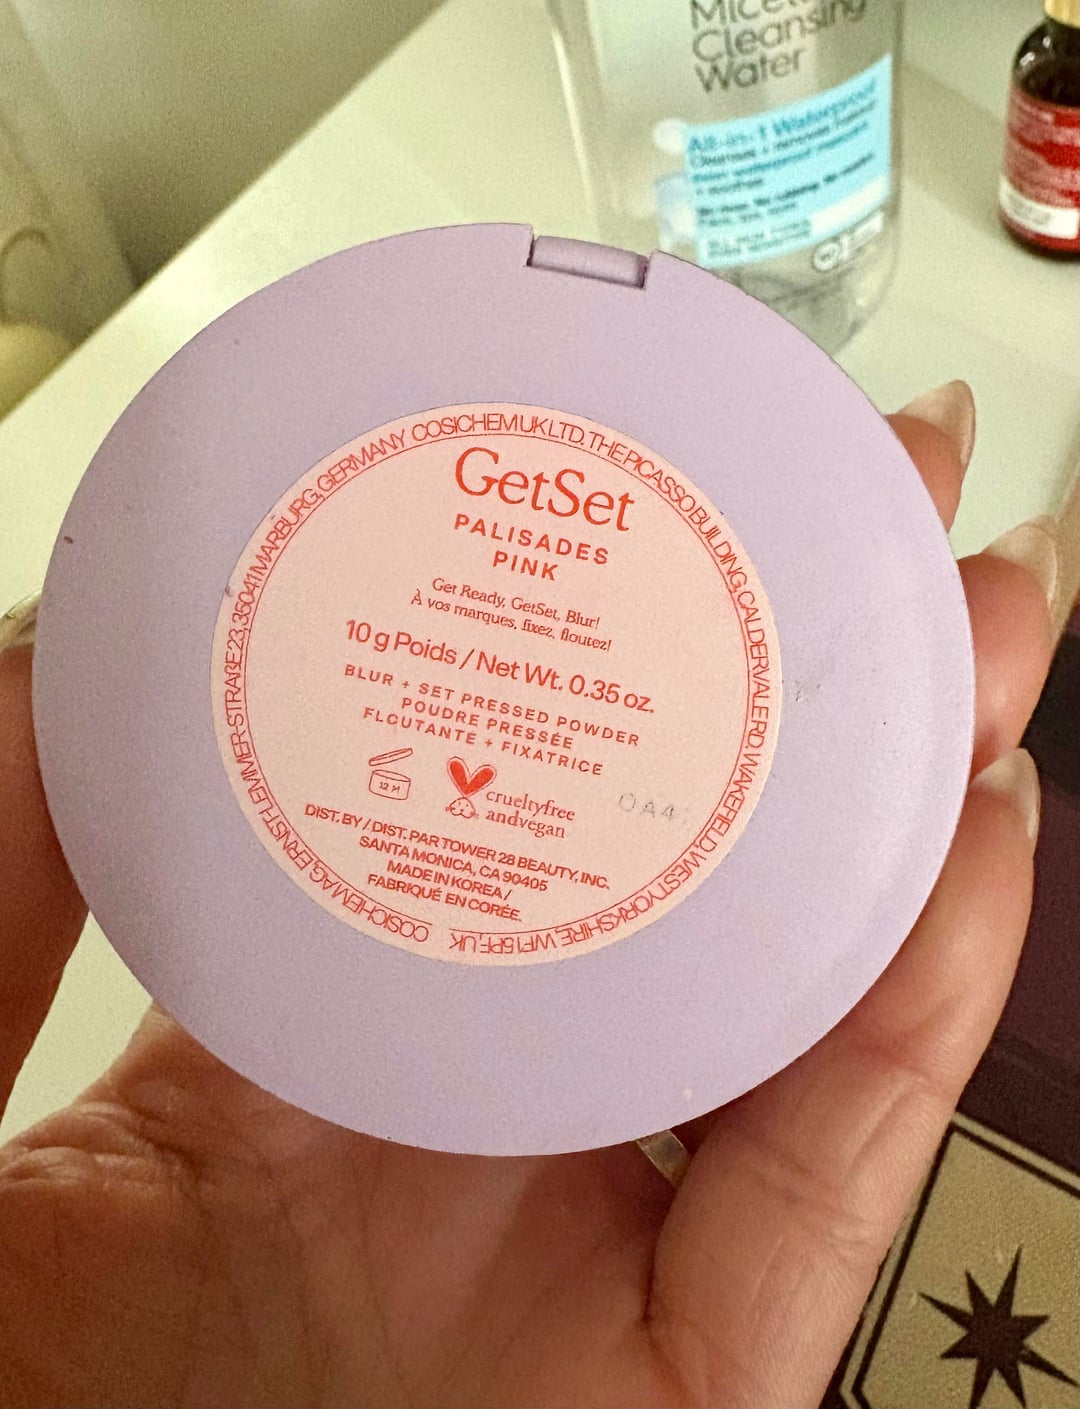 Micellar
Cleansing
Water
All-in-1 Waterproof
GetSet
PALISADES
PINK
Get Ready, GetSet, Blur!
À vos marques, fixez, floutez!
10 g Poids / Net Wt. 0.35 oz.
BLUR + SET PRESSED POWDER
POUDRE PRESSÉE
FLOUTANTE + FIXATRICE
12 M
crueltyfree
andvegan
0A4
DIST. BY / DIST. PAR TOWER 28 BEAUTY, INC.
SANTA MONICA, CA 90405
MADE IN KOREA /
FABRIQUÉ EN CORÉE.
COSICHEM UK LTD. THE PICASSO BUILDING, CALDERVALE RD. WAKEFIELD, WEST YORKSHIRE, WF1 5PF, UK
COSICHEM AG, ERNST-LEMMER-STRAßE 23, 35041 MARBURG, GERMANY